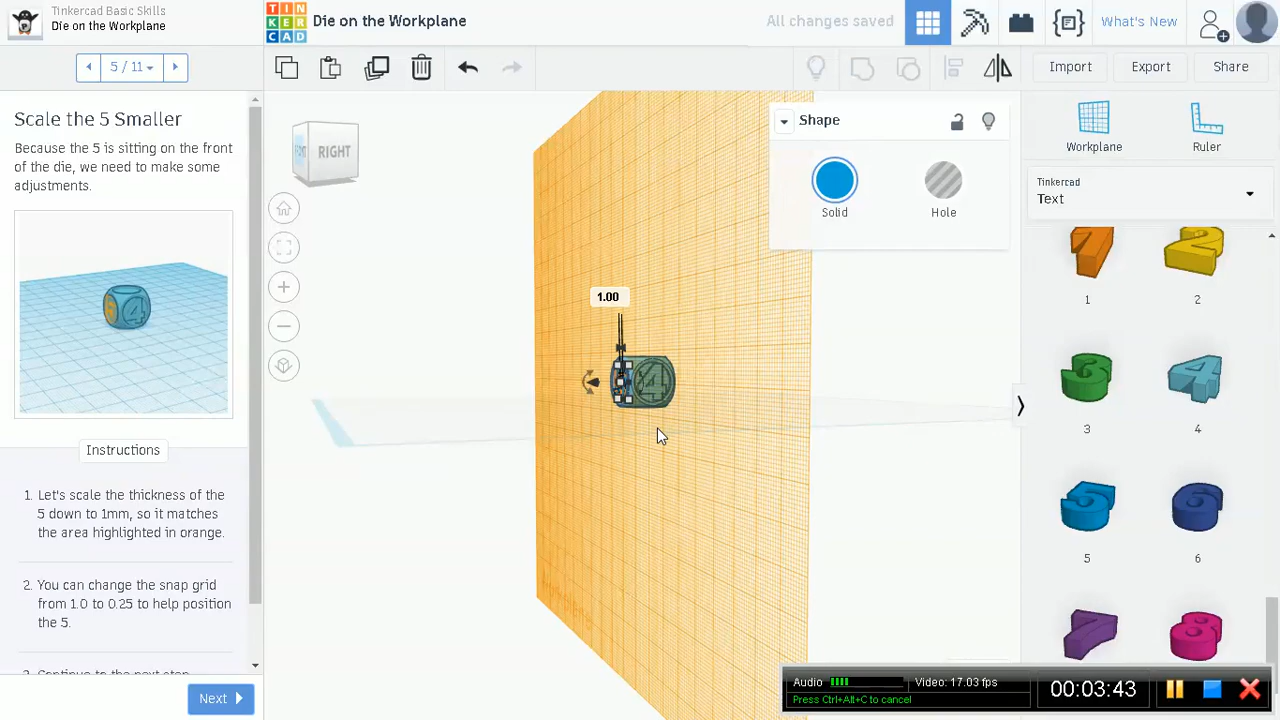 Tinkercad Basic Skills
Die on the Workplane
5 / 11
Scale the 5 Smaller
Because the 5 is sitting on the front
of the die, we need to make some
adjustments.
Instructions
1. Let's scale the thickness of the
5 down to 1mm, so it matches
the area highlighted in orange.
2. You can change the snap grid
from 1.0 to 0.25 to help position
the 5.
Next
TIN
KER
CAD
Die on the Workplane
All changes saved
What's New
Import
Export
Share
RIGHT
Shape
Solid
Hole
1.00
4
Workplane
Ruler
Tinkercad
Text
1
2
3
4
5
6
Audio
Video: 17.03 fps
Press Ctrl+Alt+C to cancel
00:03:43